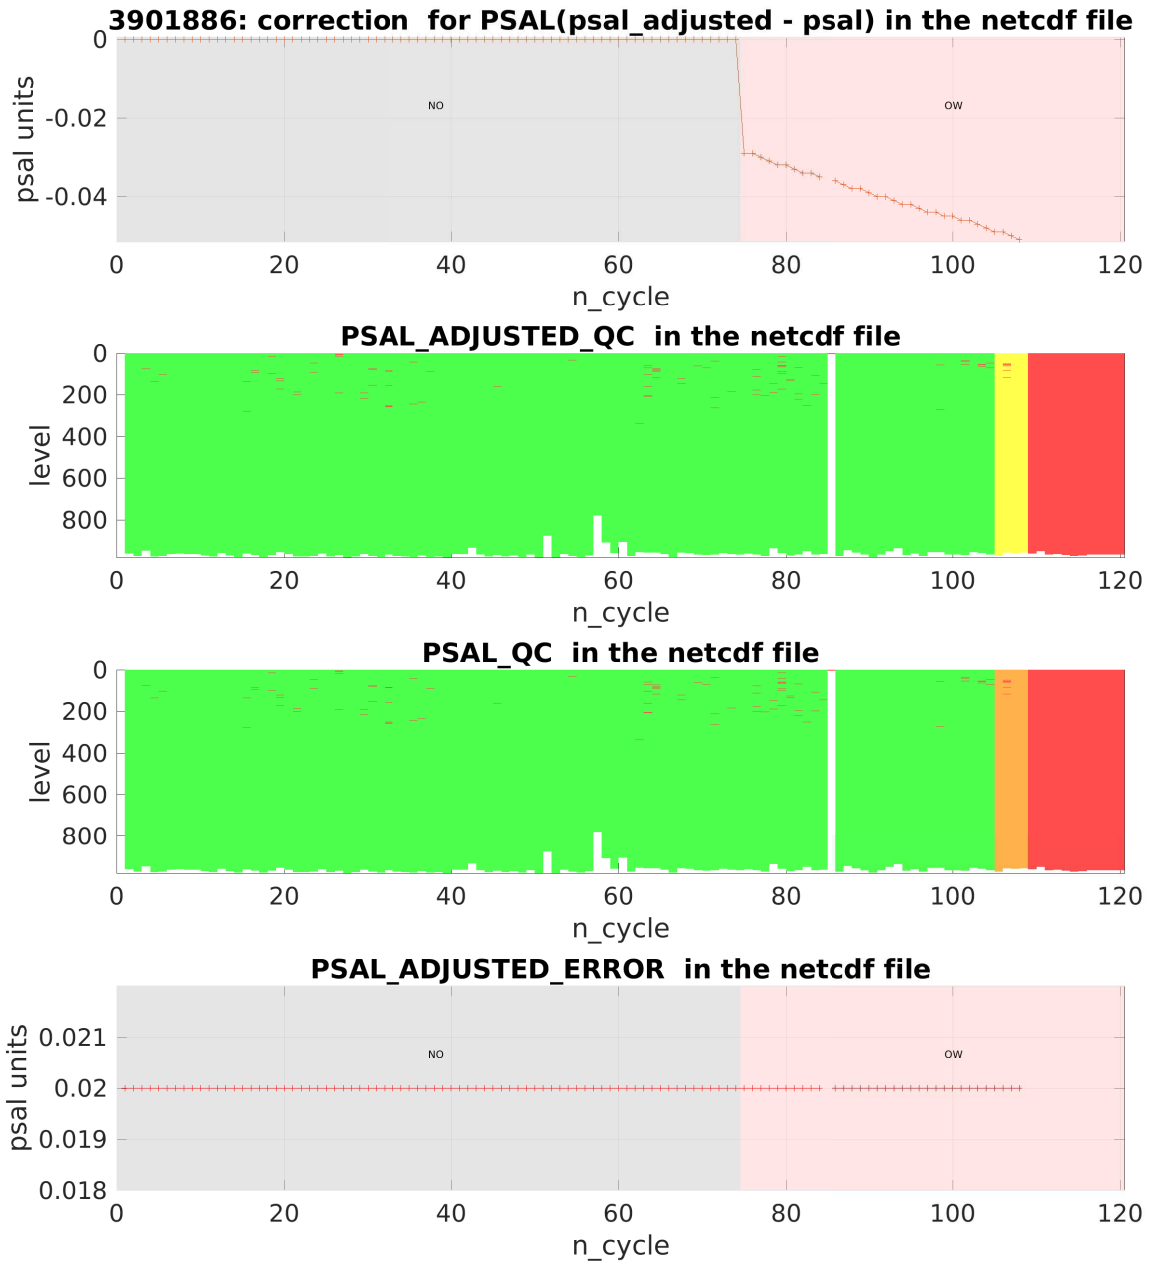 3901886: correction  for PSAL(psal_adjusted - psal) in the netcdf file
0
-0.02
-0.04
psal units
NO
OW
0 20 40 60 80 100 120
n_cycle
PSAL_ADJUSTED_QC  in the netcdf file
0
200
400
600
800
level
0 20 40 60 80 100 120
n_cycle
PSAL_QC  in the netcdf file
0
200
400
600
800
level
0 20 40 60 80 100 120
n_cycle
PSAL_ADJUSTED_ERROR  in the netcdf file
0.021
0.02
0.019
0.018
psal units
NO
OW
0 20 40 60 80 100 120
n_cycle